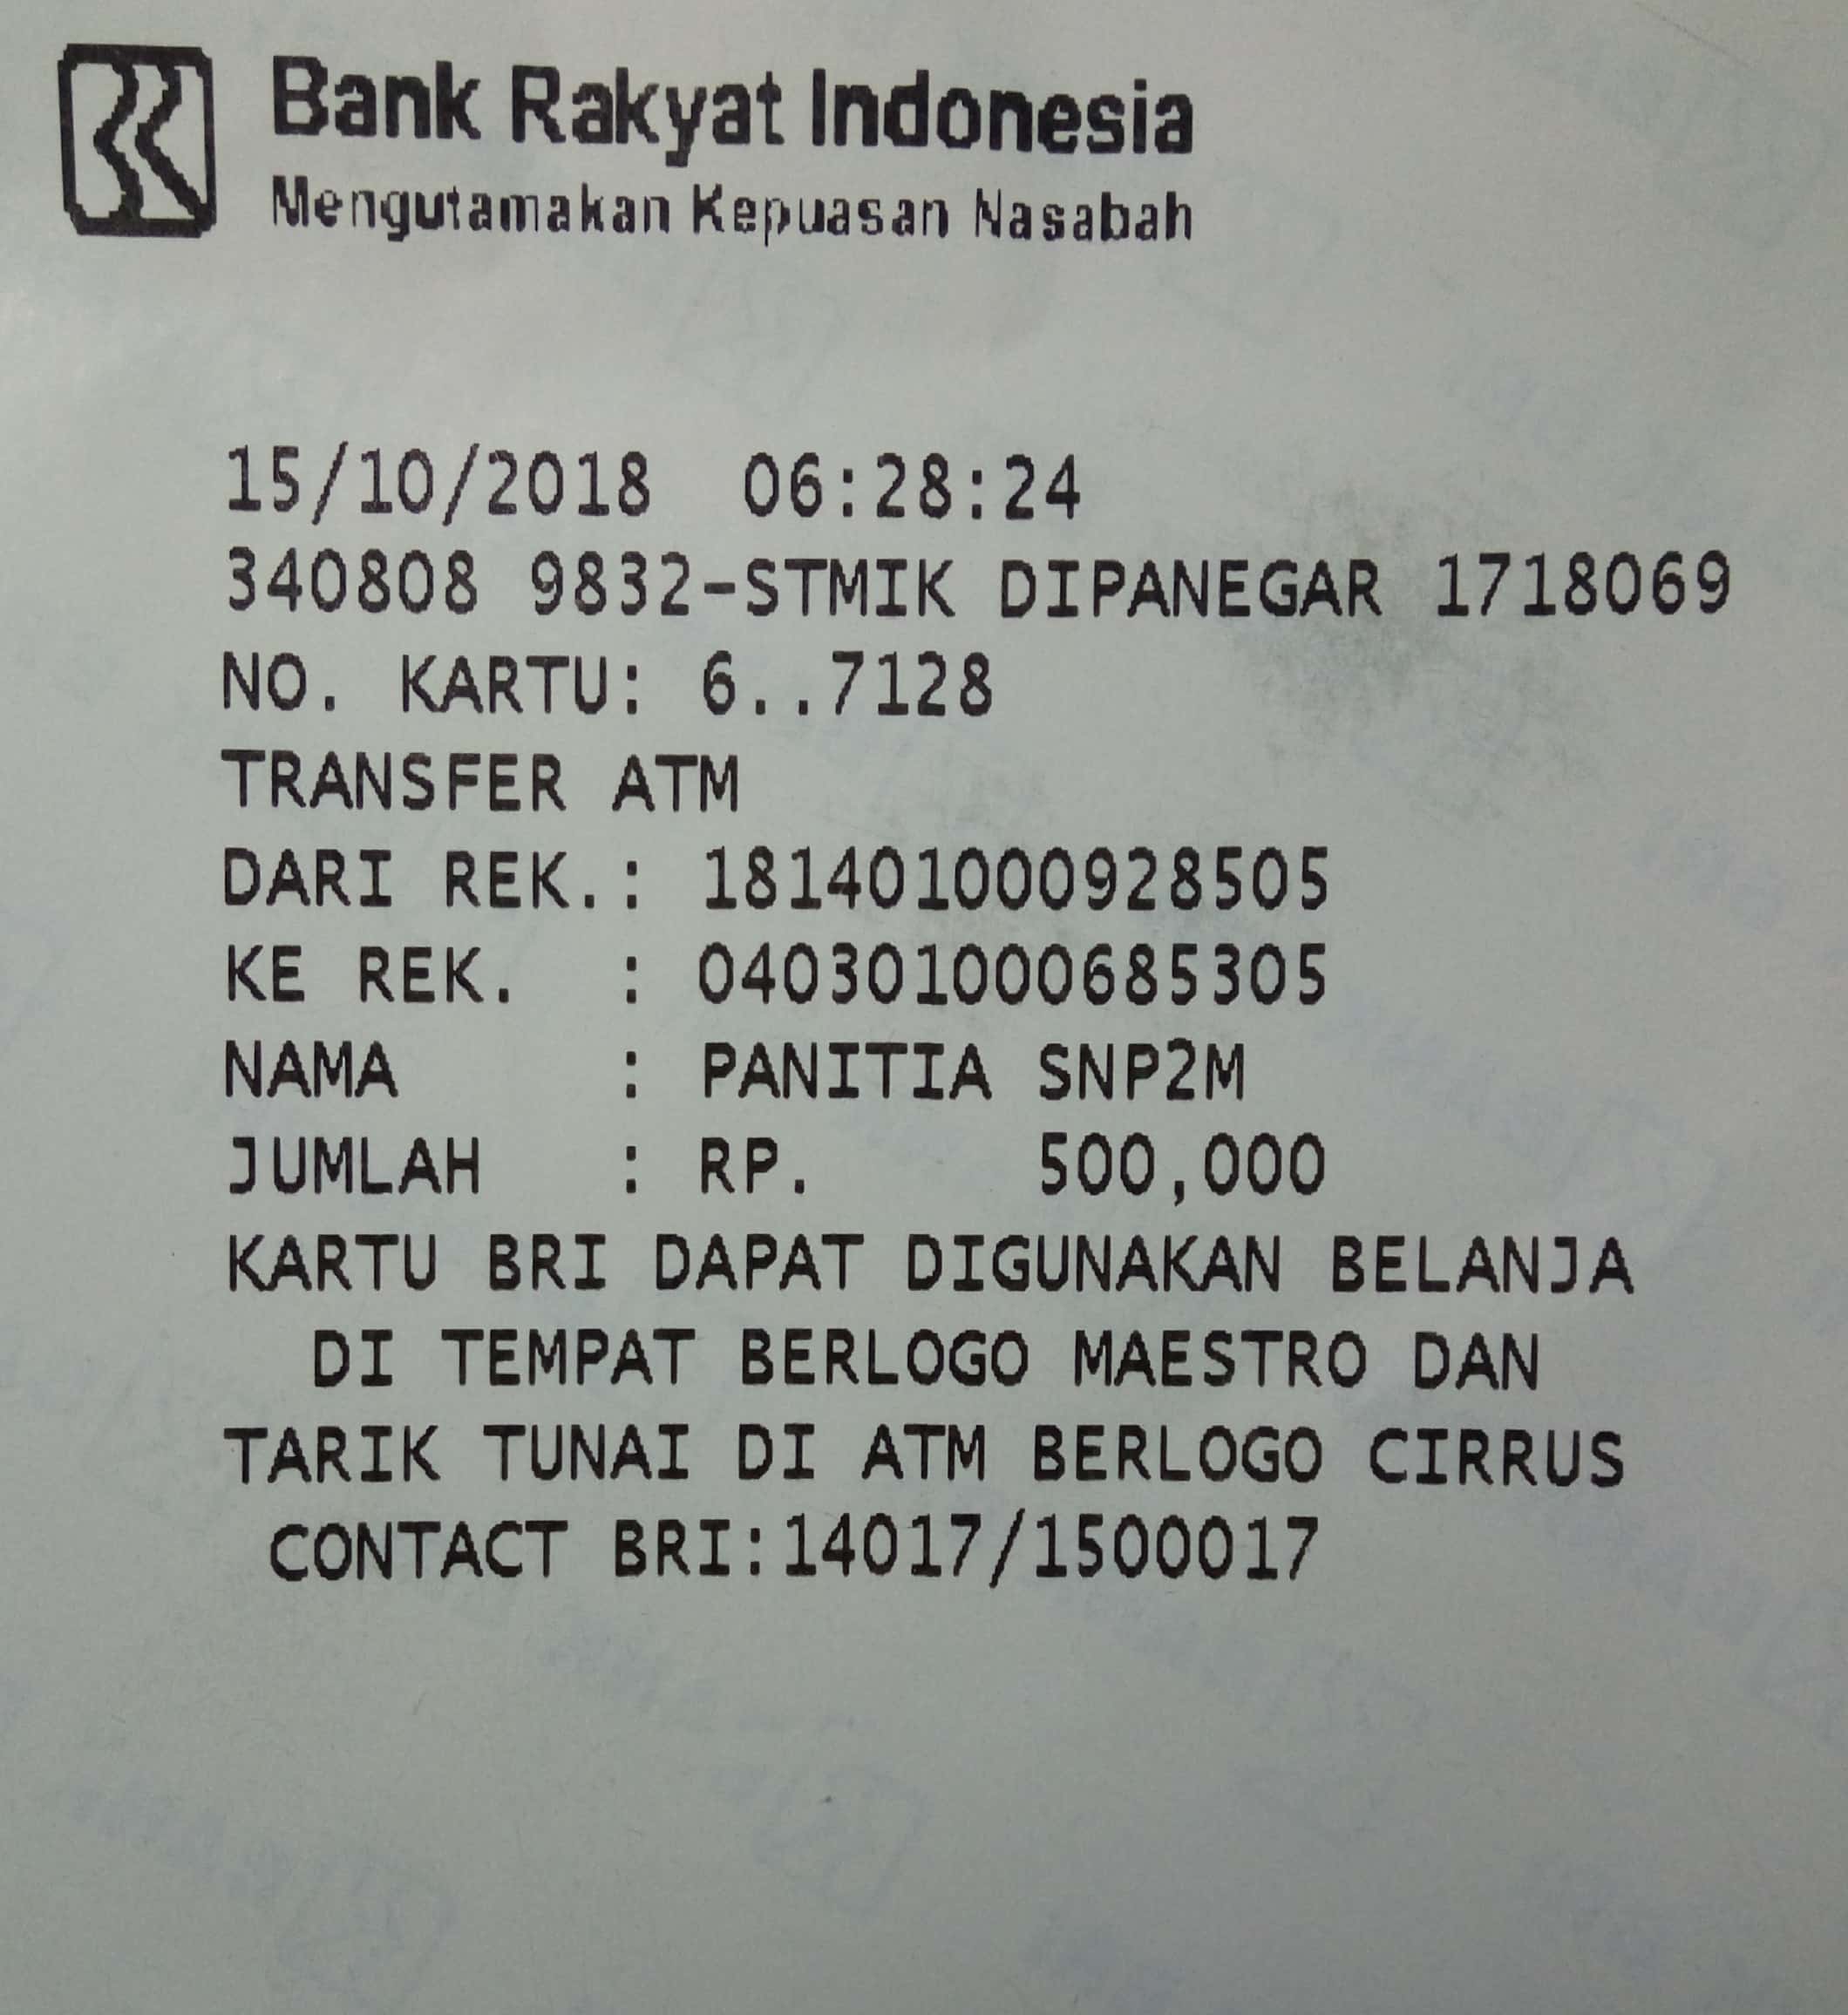 Bank Rakyat Indonesia
Mengutamakan Kepuasan Nasabah
15/10/2018 06:28:24
340808 9832-STMIK DIPANEGAR 1718069
NO. KARTU: 6..7128
TRANSFER ATM
DARI REK.: 181401000928505
KE REK. : 040301000685305
NAMA : PANITIA SNP2M
JUMLAH : RP. 500,000
KARTU BRI DAPAT DIGUNAKAN BELANJA
DI TEMPAT BERLOGO MAESTRO DAN
TARIK TUNAI DI ATM BERLOGO CIRRUS
CONTACT BRI:14017/1500017